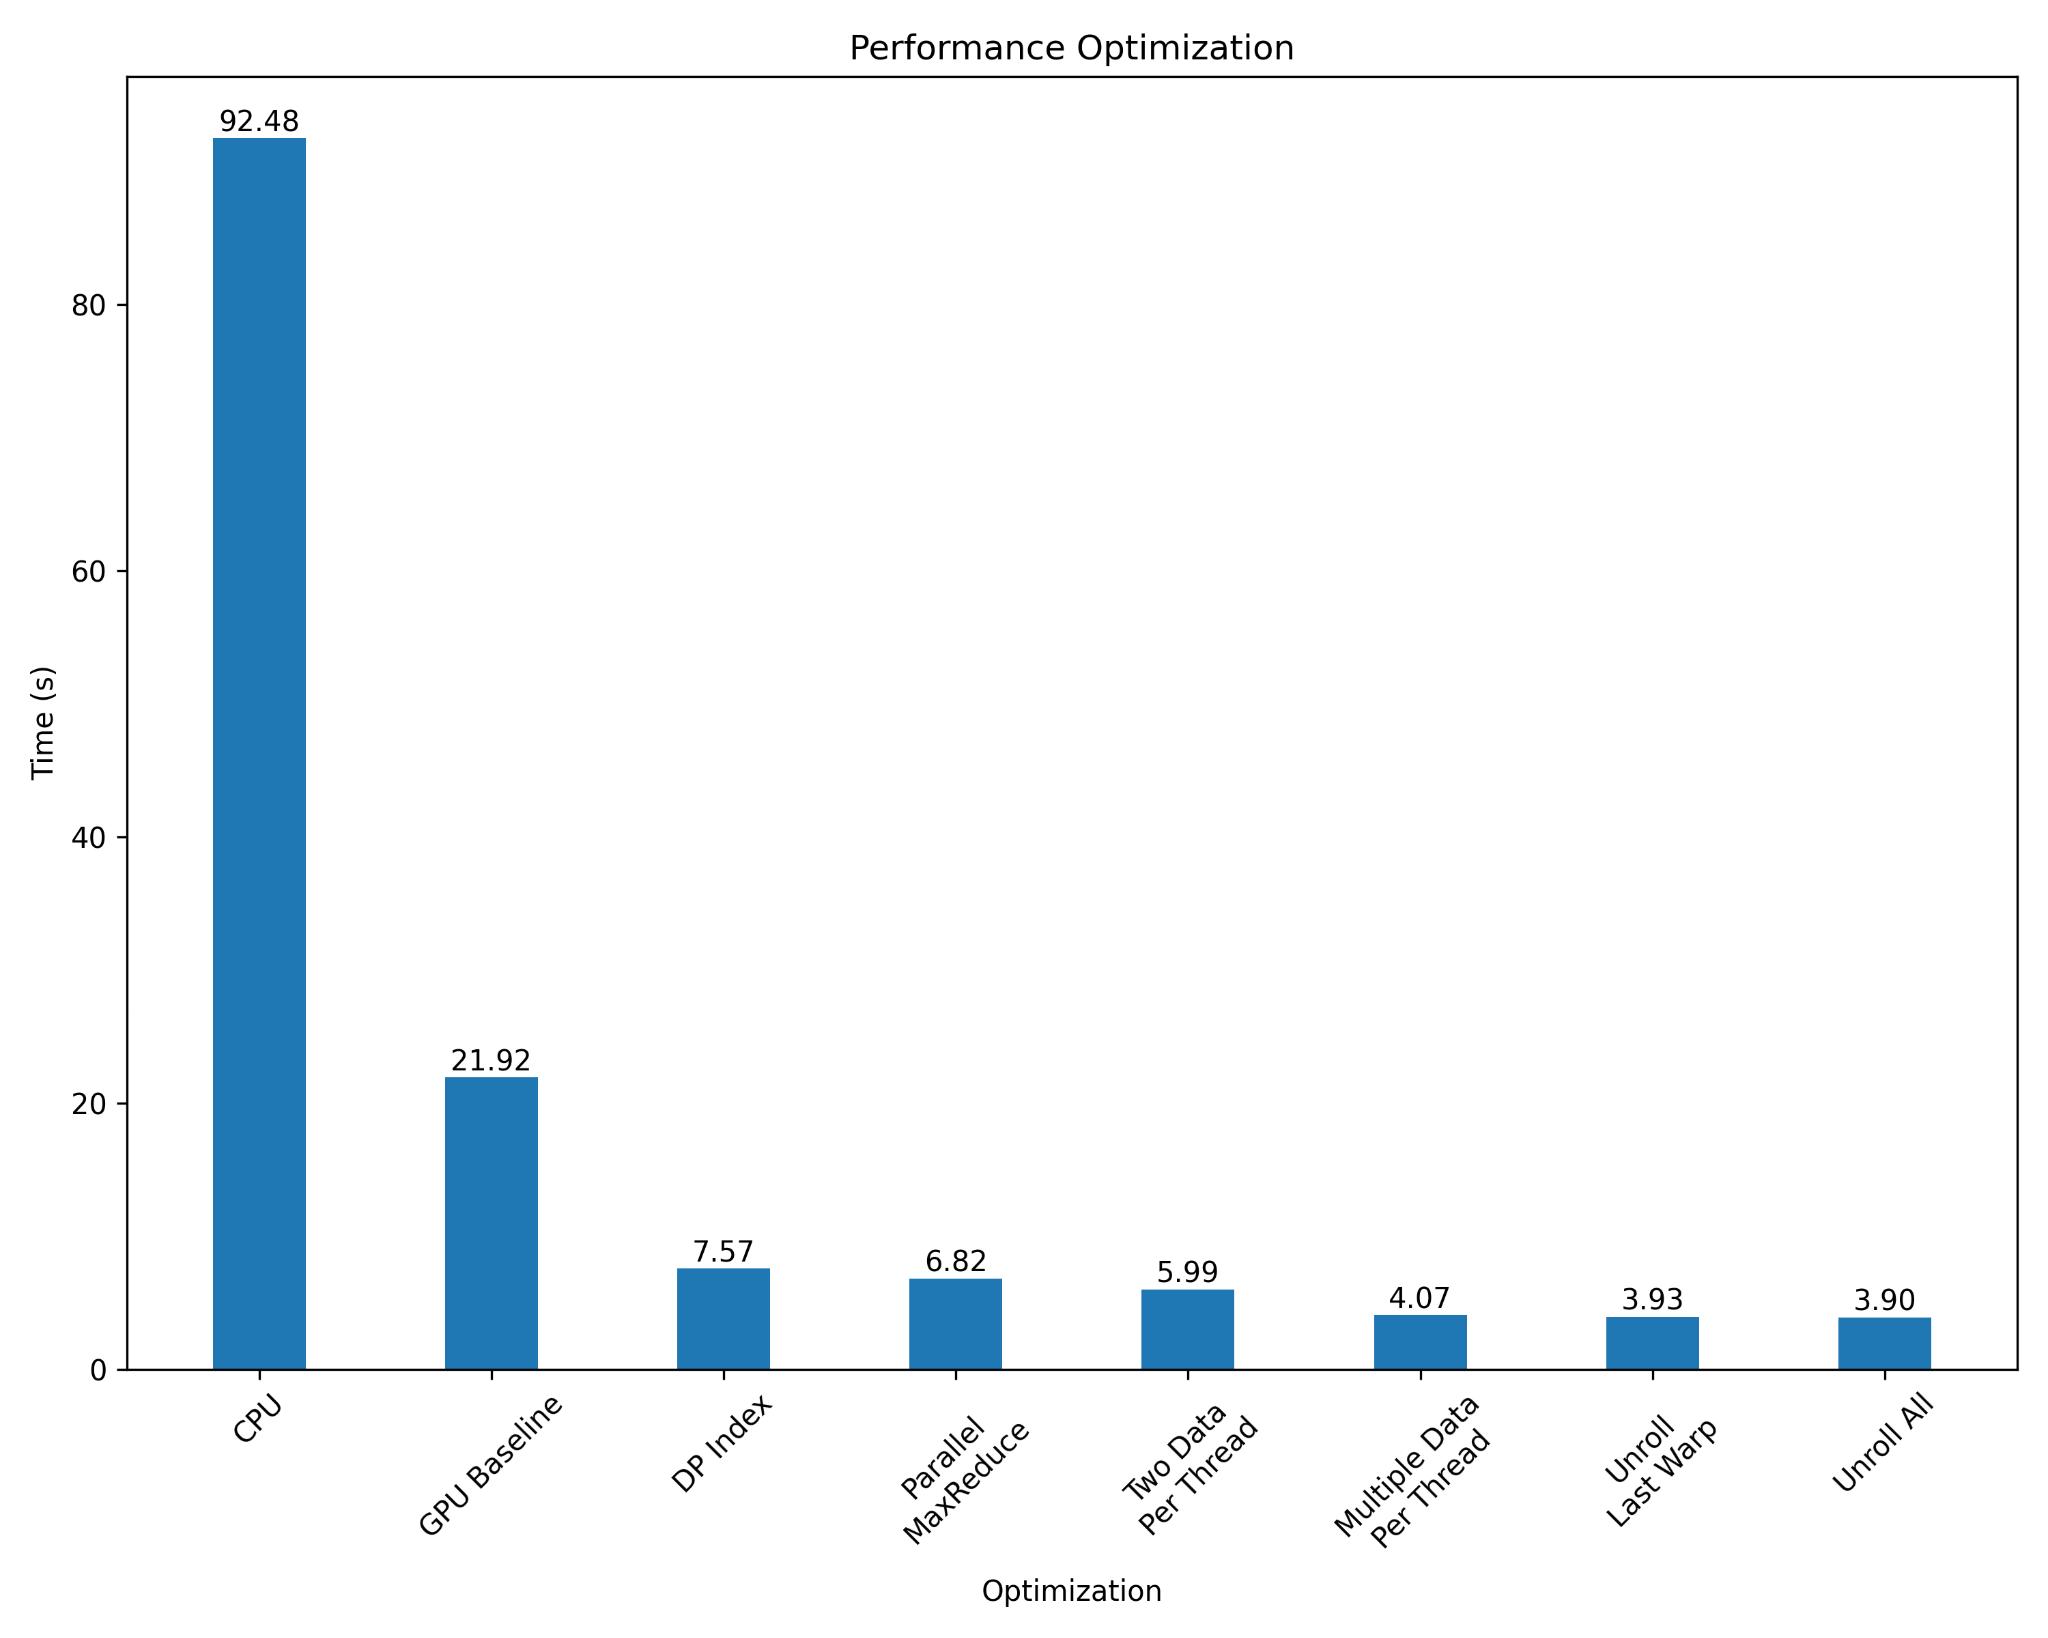 Performance Optimization
92.48
80
60
Time (s)
40
21.92
20
7.57
6.82
5.99
4.07
3.93
3.90
0
CPU
GPU Baseline
DP Index
Parallel
MaxReduce
Two Data
Per Thread
Multiple Data
Per Thread
Unroll
Last Warp
Unroll All
Optimization